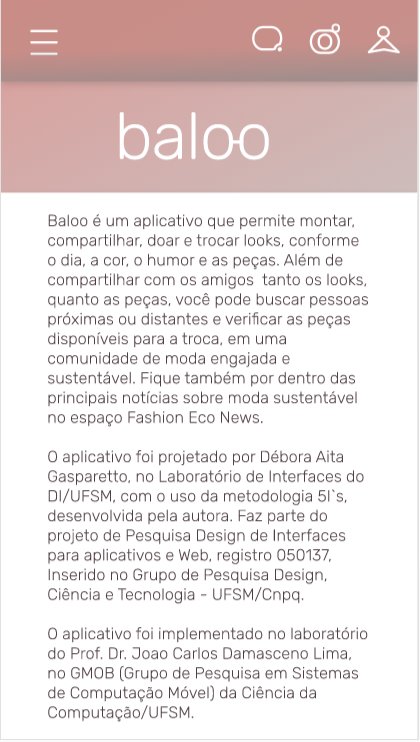 baloo
Baloo é um aplicativo que permite montar,
compartilhar, doar e trocar looks, conforme
o dia, a cor, o humor e as peças. Além de
compartilhar com os amigos  tanto os looks,
quanto as peças, você pode buscar pessoas
próximas ou distantes e verificar as peças
disponíveis para a troca, em uma
comunidade de moda engajada e
sustentável. Fique também por dentro das
principais notícias sobre moda sustentável
no espaço Fashion Eco News.
O aplicativo foi projetado por Débora Aita
Gasparetto, no Laboratório de Interfaces do
DI/UFSM, com o uso da metodologia 5I`s,
desenvolvida pela autora. Faz parte do
projeto de Pesquisa Design de Interfaces
para aplicativos e Web, registro 050137,
Inserido no Grupo de Pesquisa Design,
Ciência e Tecnologia - UFSM/Cnpq.
O aplicativo foi implementado no laboratório
do Prof. Dr. Joao Carlos Damasceno Lima,
no GMOB (Grupo de Pesquisa em Sistemas
de Computação Móvel) da Ciência da
Computação/UFSM.